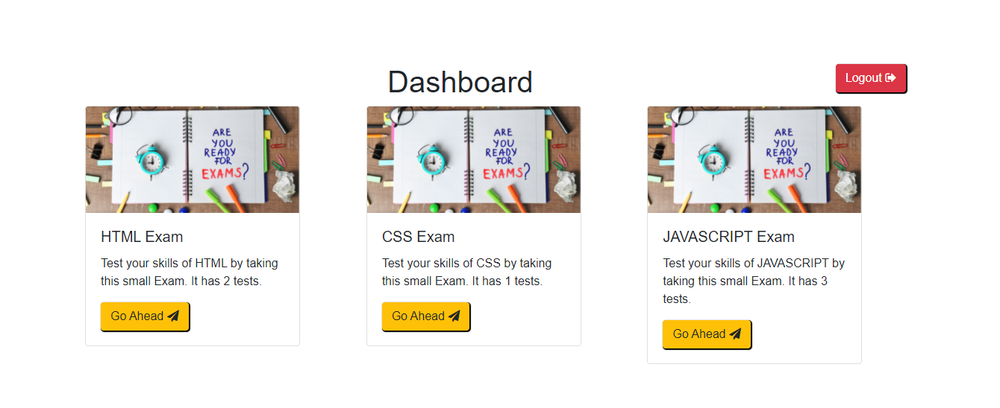 Dashboard
Logout
ARE
YOU
READY
FOR
EXAMS?
ARE
YOU
READY
FOR
EXAMS?
ARE
YOU
READY
FOR
EXAMS?
HTML Exam
Test your skills of HTML by taking
this small Exam. It has 2 tests.
Go Ahead
CSS Exam
Test your skills of CSS by taking
this small Exam. It has 1 tests.
Go Ahead
JAVASCRIPT Exam
Test your skills of JAVASCRIPT by
taking this small Exam. It has 3
tests.
Go Ahead